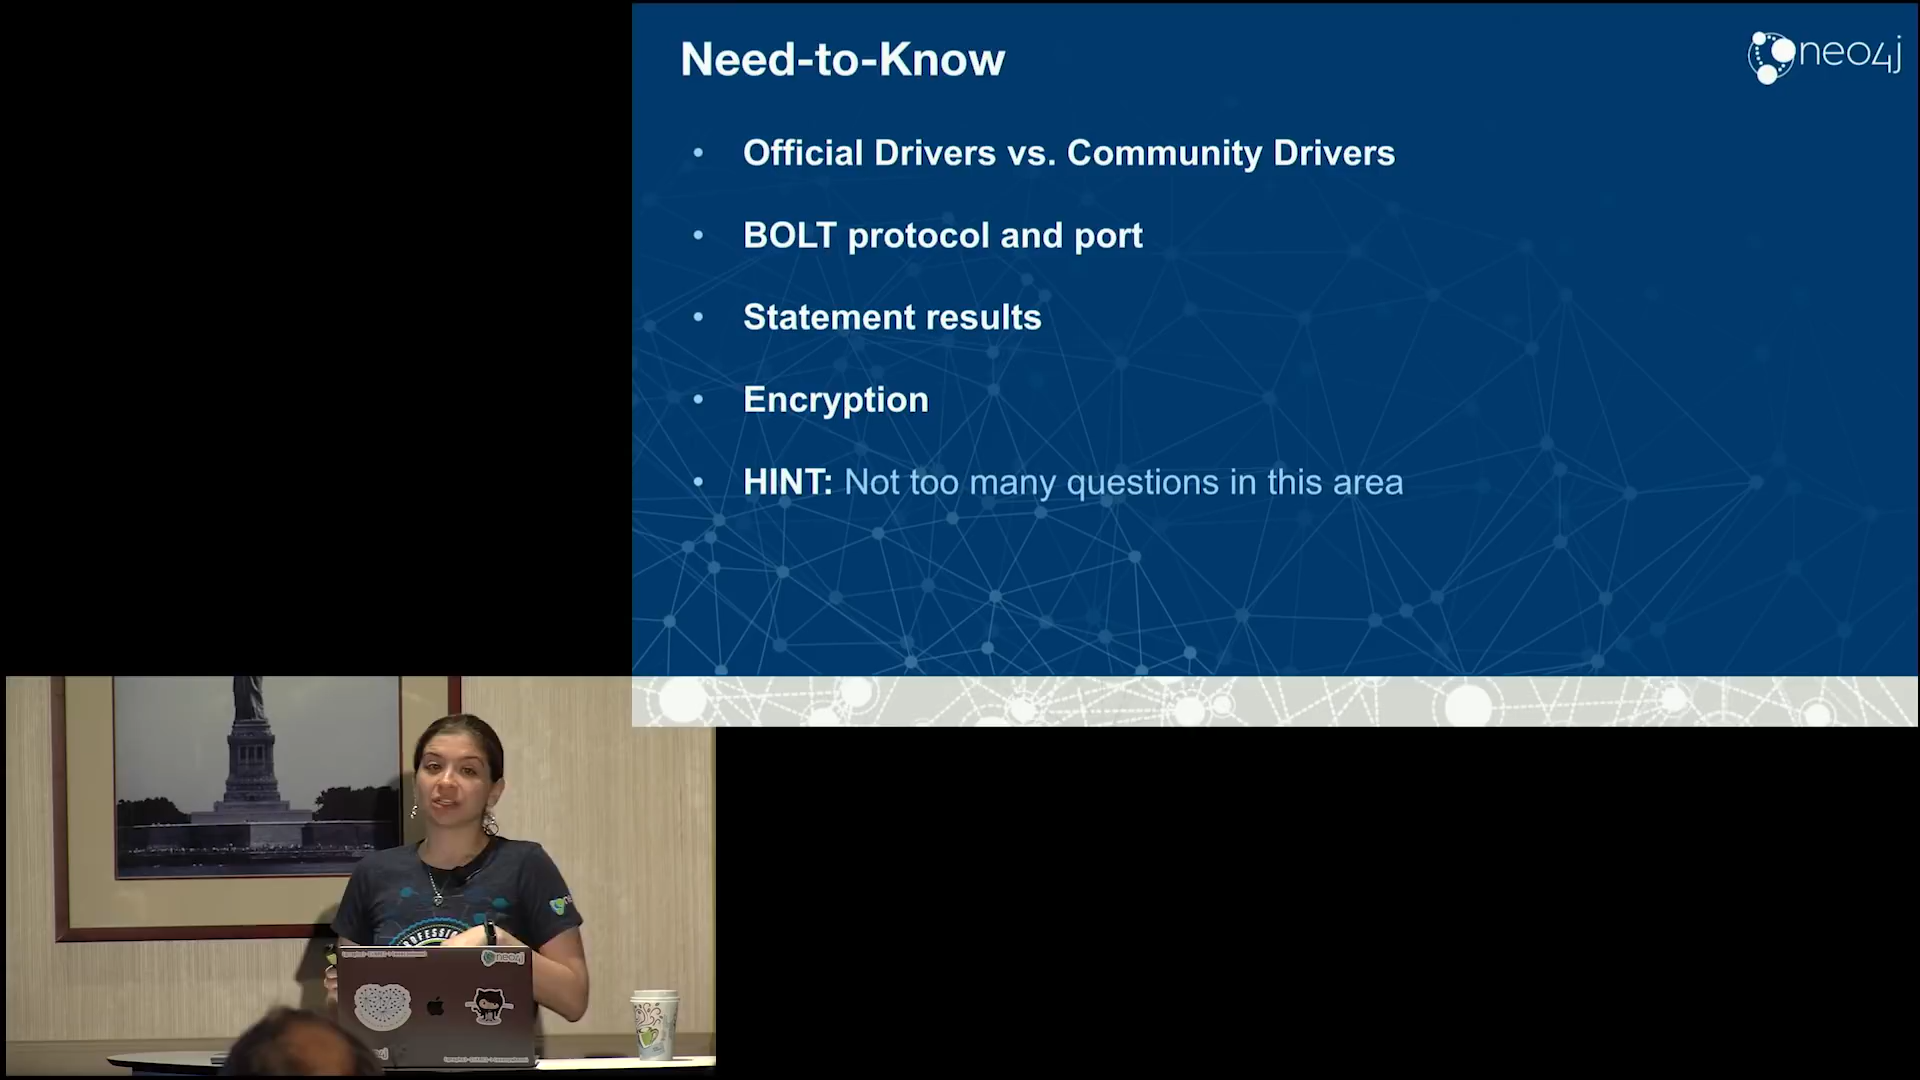 Need-to-Know
neo4j
• Official Drivers vs. Community Drivers
• BOLT protocol and port
• Statement results
• Encryption
• HINT: Not too many questions in this area
neo4j